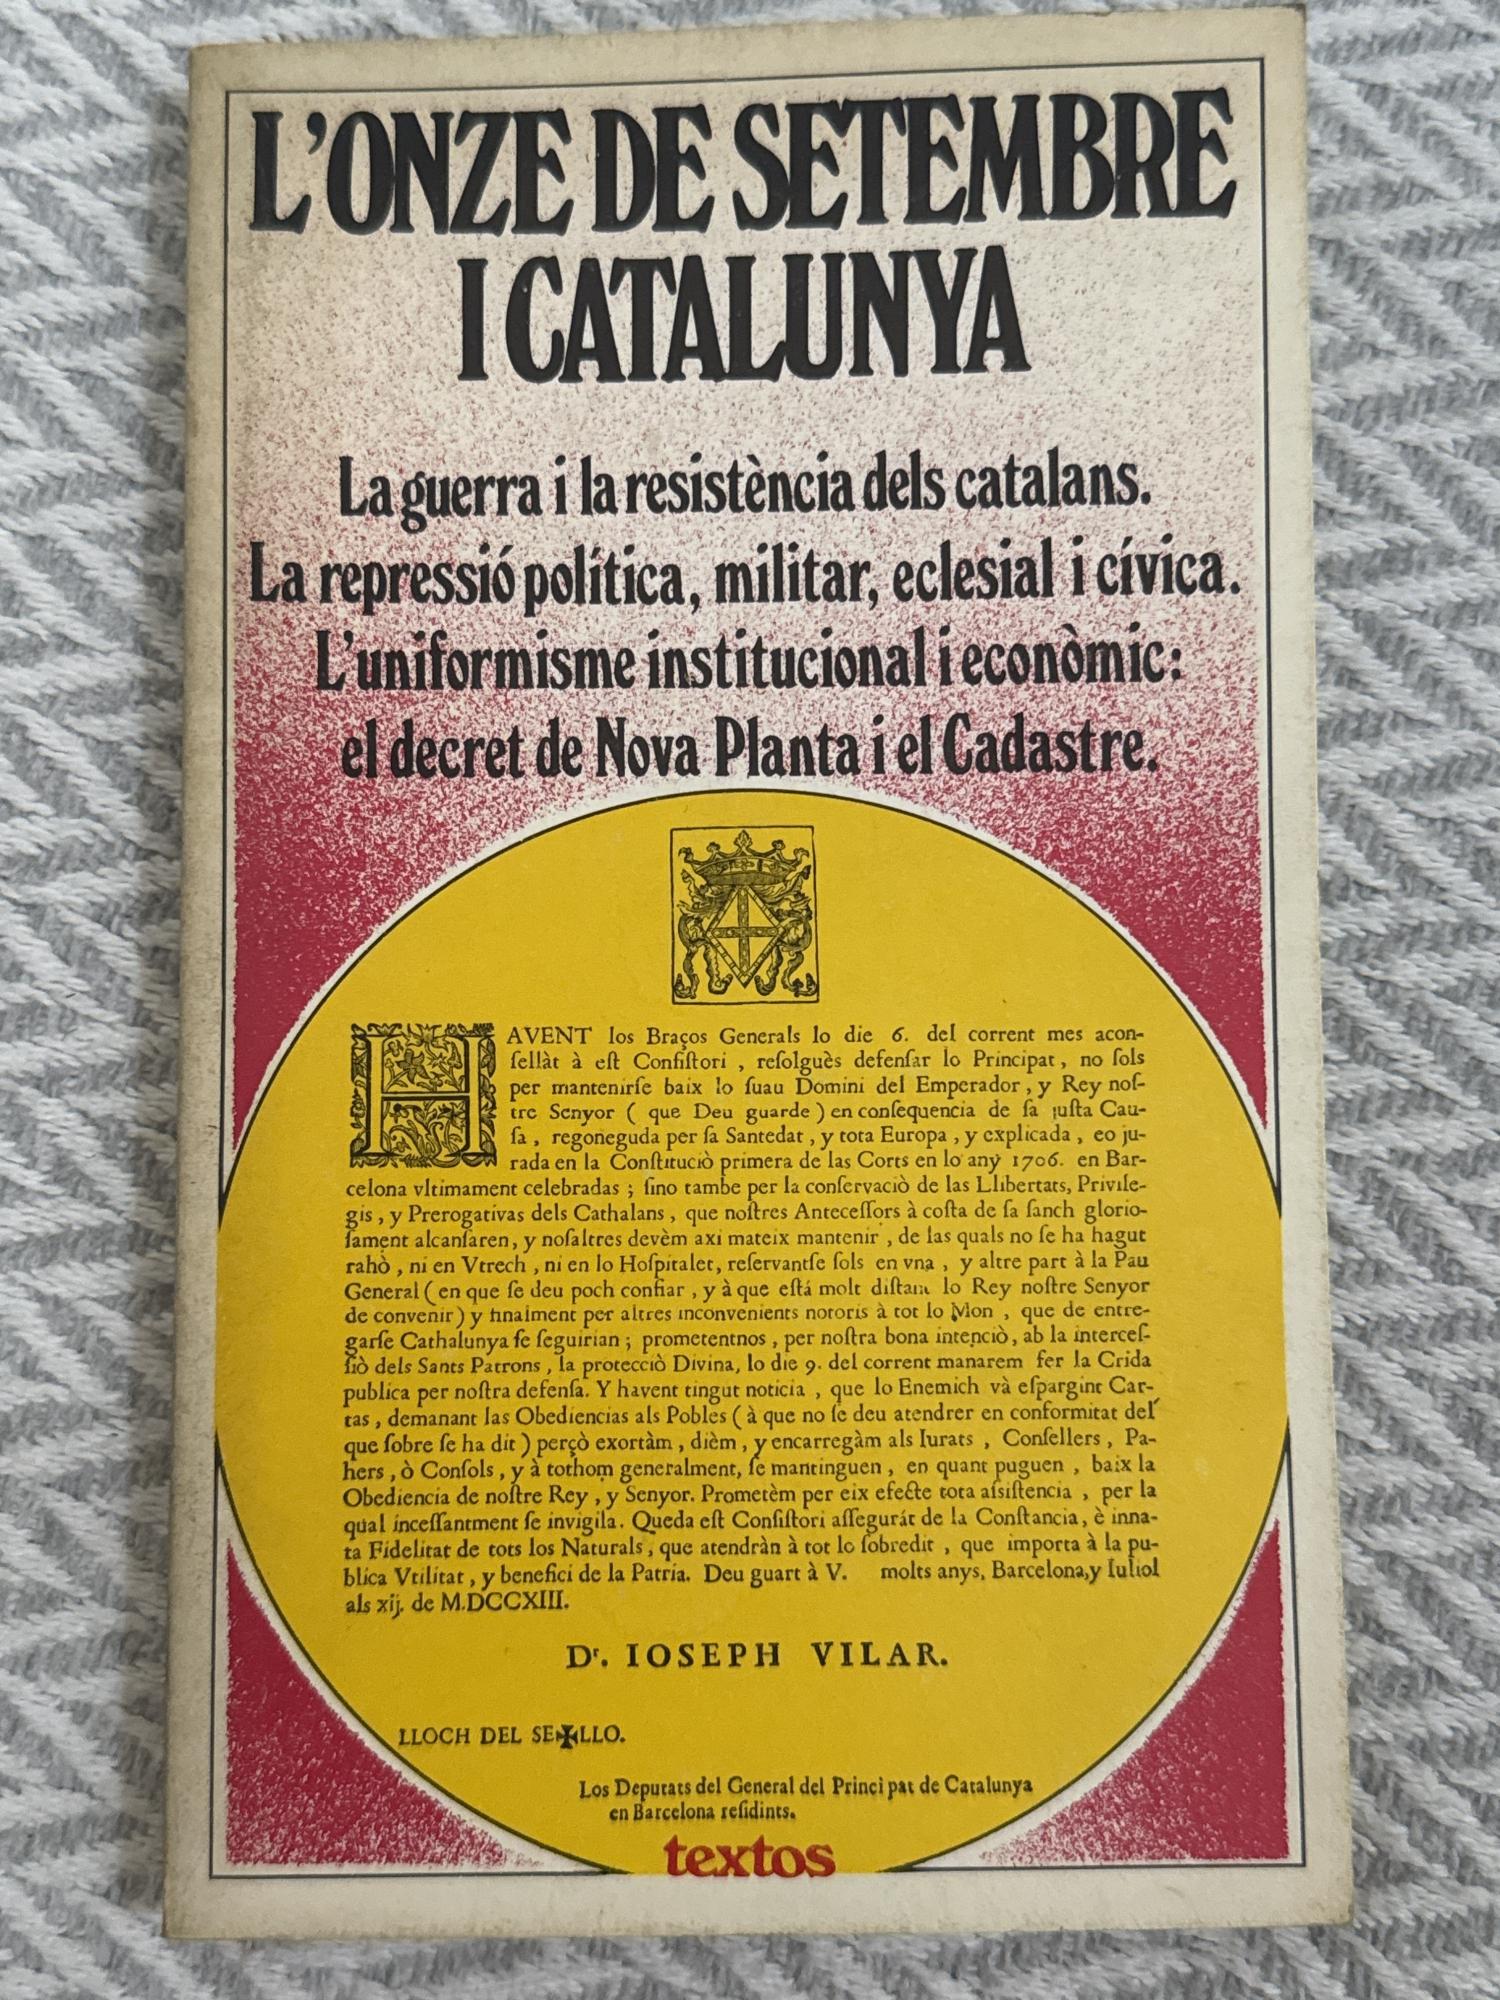 L'ONZE DE SETEMBRE
I CATALUNYA
La guerra i la resistència dels catalans.
La repressió política, militar, eclesial i cívica.
L'uniformisme institucional i econòmic:
el decret de Nova Planta i el Cadastre.
HAVENT los Braços Generals lo die 6. del corrent mes acon-
ſellàt à eſt Conſiſtori, reſolguès defenſar lo Principat, no ſols
per mantenirſe baix lo ſuau Domini del Emperador, y Rey noſ-
tre Senyor (que Deu guarde) en conſequencia de ſa juſta Cau-
ſa, regoneguda per ſa Santedat, y tota Europa, y explicada, eo ju-
rada en la Conſtitució primera de las Corts en lo any 1706. en Bar-
celona vltimament celebradas; ſino tambe per la conſervaciò de las Llibertats, Privile-
gis, y Prerogativas dels Cathalans, que noſtres Anteceſſors à coſta de ſa ſanch glorio-
ſament alcanſaren, y noſaltres devèm axi mateix mantenir, de las quals no ſe ha hagut
rahò, ni en Vtrech, ni en lo Hoſpitalet, reſervantſe ſols en vna, y altre part à la Pau
General (en que ſe deu poch confiar, y à que eſtá molt diſtant lo Rey noſtre Senyor
de convenir) y finalment per altres inconvenients notoris à tot lo Mon, que de entre-
garſe Cathalunya ſe ſeguirian; prometentnos, per noſtra bona intenciò, ab la interceſ-
ſiò dels Sants Patrons, la protecciò Divina, lo die 9. del corrent manarem fer la Crida
publica per noſtra defenſa. Y havent tingut noticia, que lo Enemich và eſpargint Car-
tas, demanant las Obediencias als Pobles (à que no ſe deu atendrer en conformitat del
que ſobre ſe ha dit) perçò exortàm, dièm, y encarregàm als Iurats, Conſellers, Pa-
hers, ò Conſols, y à tothom generalment, ſe mantinguen, en quant puguen, baix la
Obediencia de noſtre Rey, y Senyor. Prometèm per eix efecte tota aſsiſtencia, per la
qual inceſſantment ſe invigila. Queda eſt Conſiſtori aſſegurát de la Conſtancia, è inna-
ta Fidelitat de tots los Naturals, que atendràn à tot lo ſobredit, que importa à la pu-
blica Vtilitat, y benefici de la Patria. Deu guart à V. molts anys, Barcelona, y Iuliol
als xij. de M.DCCXIII.
Dr. IOSEPH VILAR.
LLOCH DEL SE✠LLO.
Los Deputats del General del Principat de Catalunya
en Barcelona reſidints.
textos